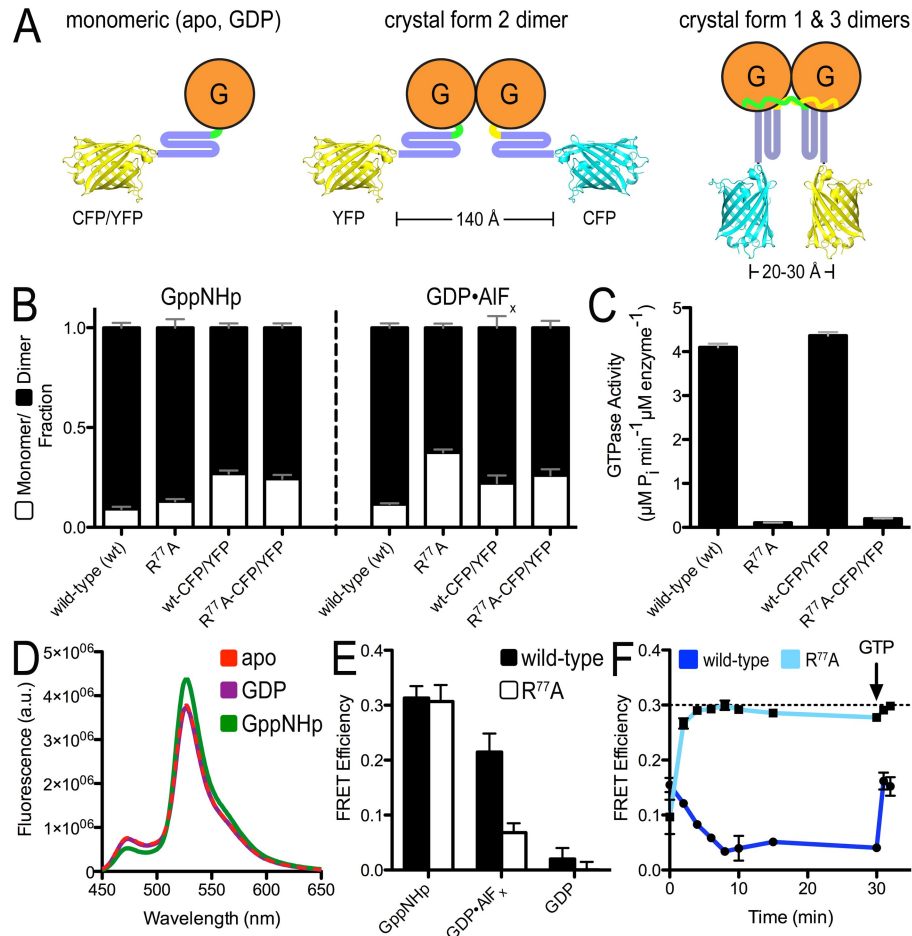 A
monomeric (apo, GDP)
crystal form 2 dimer
crystal form 1 & 3 dimers
G
G
G
G
G
CFP/YFP
YFP
140 Å
CFP
20-30 Å
B
GppNHp
GDP•AlFx
Monomer/ Dimer
Fraction
1.0
0.5
0.0
wild-type (wt)
R77A
wt-CFP/YFP
R77A-CFP/YFP
wild-type (wt)
R77A
wt-CFP/YFP
R77A-CFP/YFP
C
GTPase Activity
(µM Pi min-1 µM enzyme-1)
5
4
3
2
1
0
wild-type (wt)
R77A
wt-CFP/YFP
R77A-CFP/YFP
D
apo
GDP
GppNHp
Fluorescence (a.u.)
5×10^06
4×10^06
3×10^06
2×10^06
1×10^06
0
450
500
550
600
650
Wavelength (nm)
E
wild-type
R77A
FRET Efficiency
0.4
0.3
0.2
0.1
0.0
GppNHp
GDP•AlFx
GDP
F
wild-type
R77A
GTP
FRET Efficiency
0.4
0.3
0.2
0.1
0.0
0
10
20
30
Time (min)